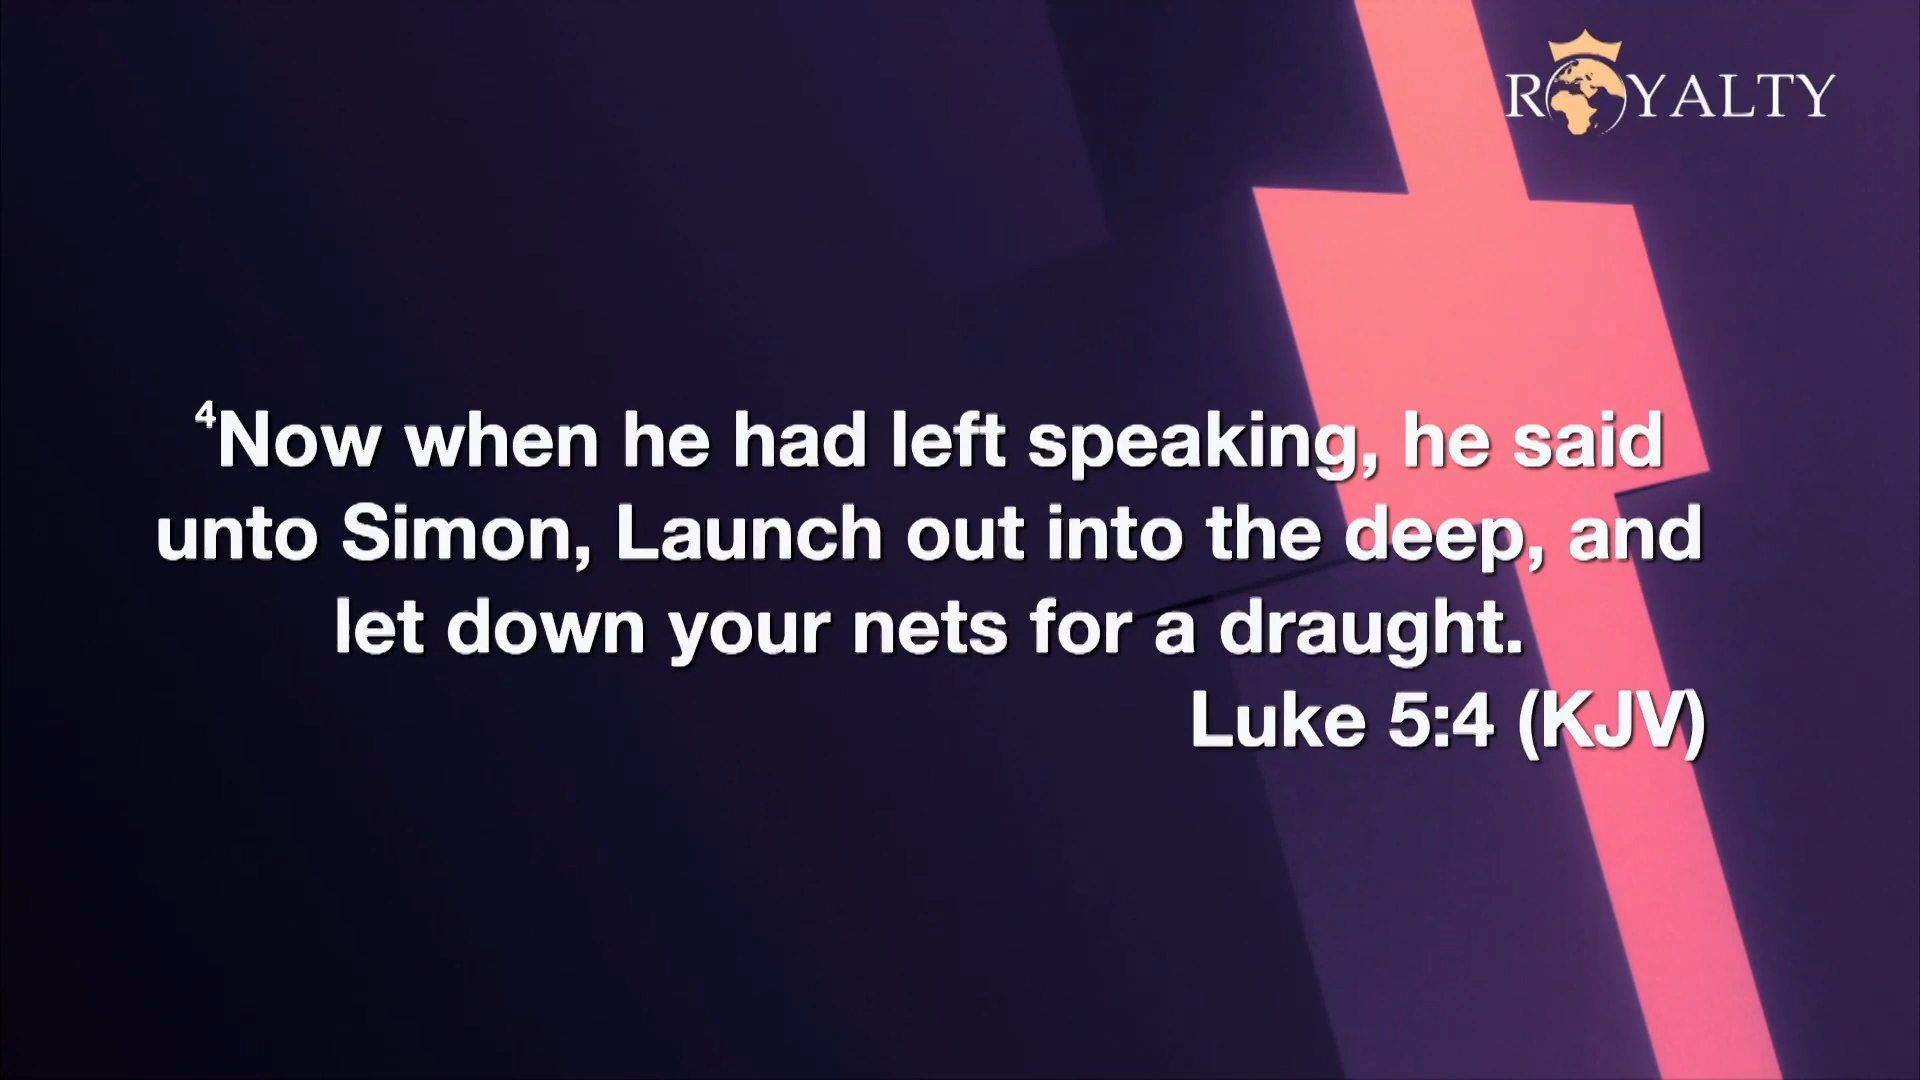 ROYALTY
⁴Now when he had left speaking, he said
unto Simon, Launch out into the deep, and
let down your nets for a draught.
Luke 5:4 (KJV)